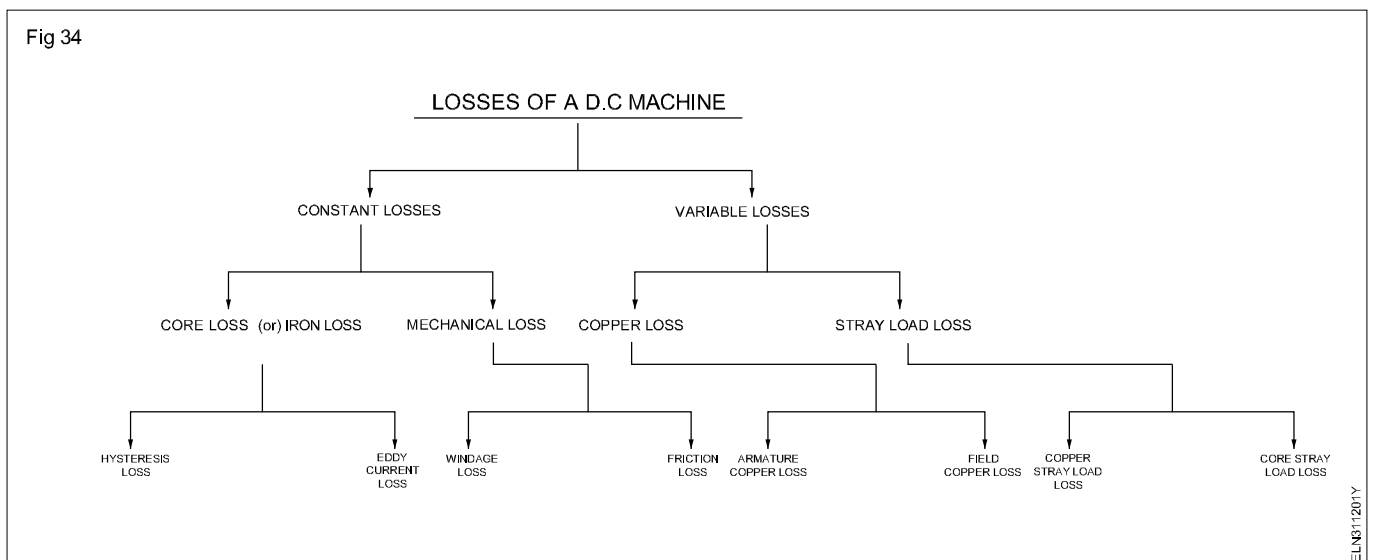 Fig 34
LOSSES OF A D.C MACHINE
CONSTANT LOSSES
VARIABLE LOSSES
CORE LOSS (or) IRON LOSS
MECHANICAL LOSS
COPPER LOSS
STRAY LOAD LOSS
HYSTERESIS
LOSS
EDDY
CURRENT
LOSS
WINDAGE
LOSS
FRICTION
LOSS
ARMATURE
COPPER LOSS
FIELD
COPPER LOSS
COPPER
STRAY LOAD
LOSS
CORE STRAY
LOAD LOSS
ELN311201Y